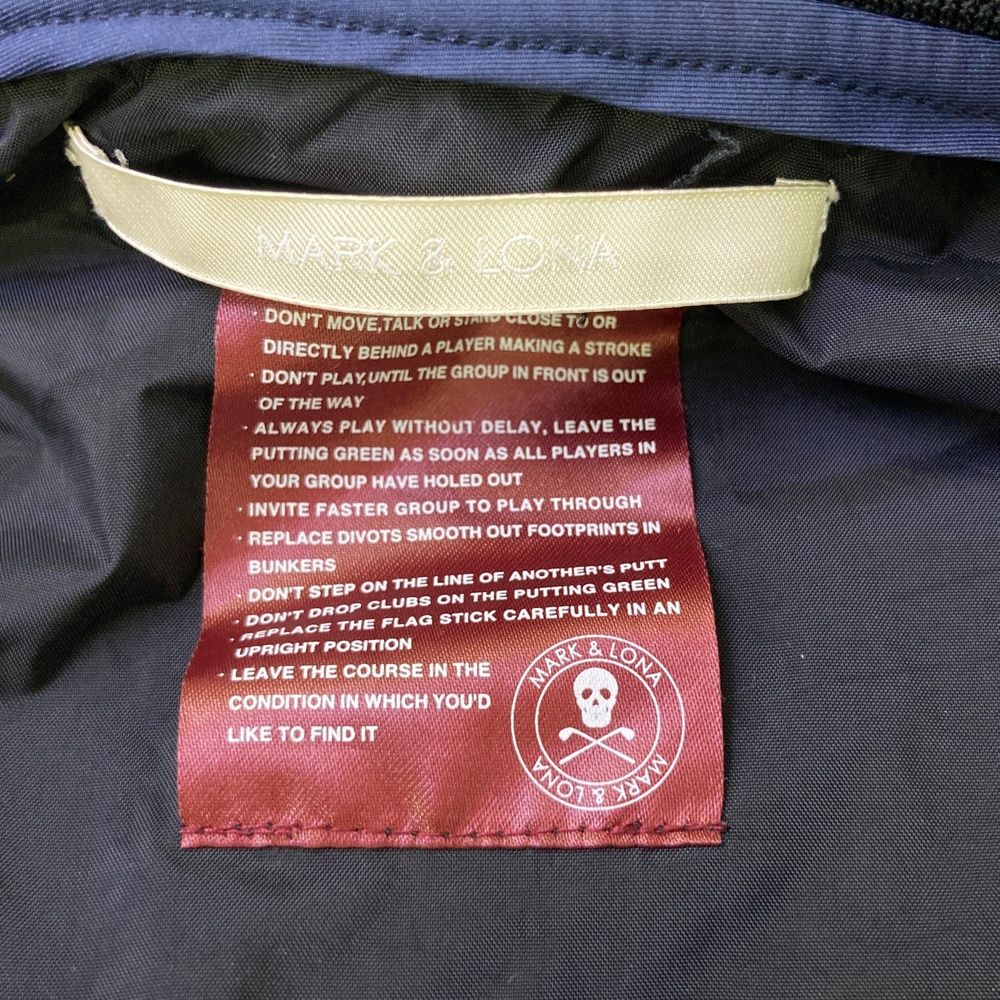 MARK & LONA
· DON'T MOVE,TALK OR STAND CLOSE TO OR
DIRECTLY BEHIND A PLAYER MAKING A STROKE
· DON'T PLAY,UNTIL THE GROUP IN FRONT IS OUT
OF THE WAY
· ALWAYS PLAY WITHOUT DELAY, LEAVE THE
PUTTING GREEN AS SOON AS ALL PLAYERS IN
YOUR GROUP HAVE HOLED OUT
· INVITE FASTER GROUP TO PLAY THROUGH
· REPLACE DIVOTS SMOOTH OUT FOOTPRINTS IN
BUNKERS
· DON'T STEP ON THE LINE OF ANOTHER'S PUTT
· DON'T DROP CLUBS ON THE PUTTING GREEN
· REPLACE THE FLAG STICK CAREFULLY IN AN
UPRIGHT POSITION
· LEAVE THE COURSE IN THE
CONDITION IN WHICH YOU'D
LIKE TO FIND IT
MARK & LONA
MARK & LONA